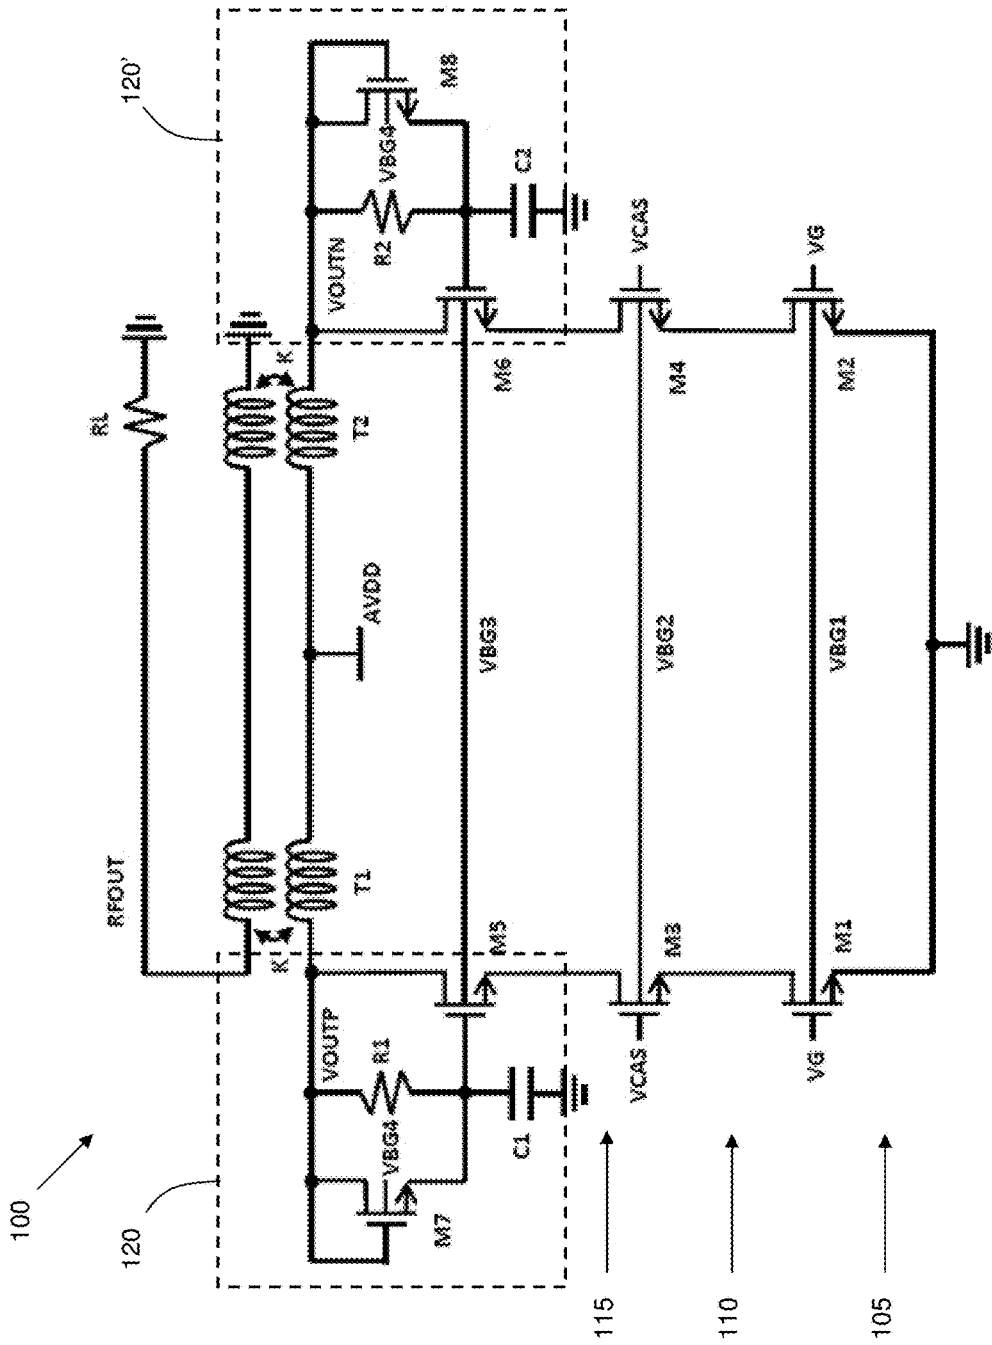 100
120
120'
RFOUT
RL
K
K
T1
T2
AVDD
VOUTP
VOUTN
M7
VBG4
R1
C1
M5
VBG3
M6
R2
VBG4
M8
C2
115
VCAS
M3
VBG2
M4
VCAS
110
105
VG
M1
VBG1
M2
VG